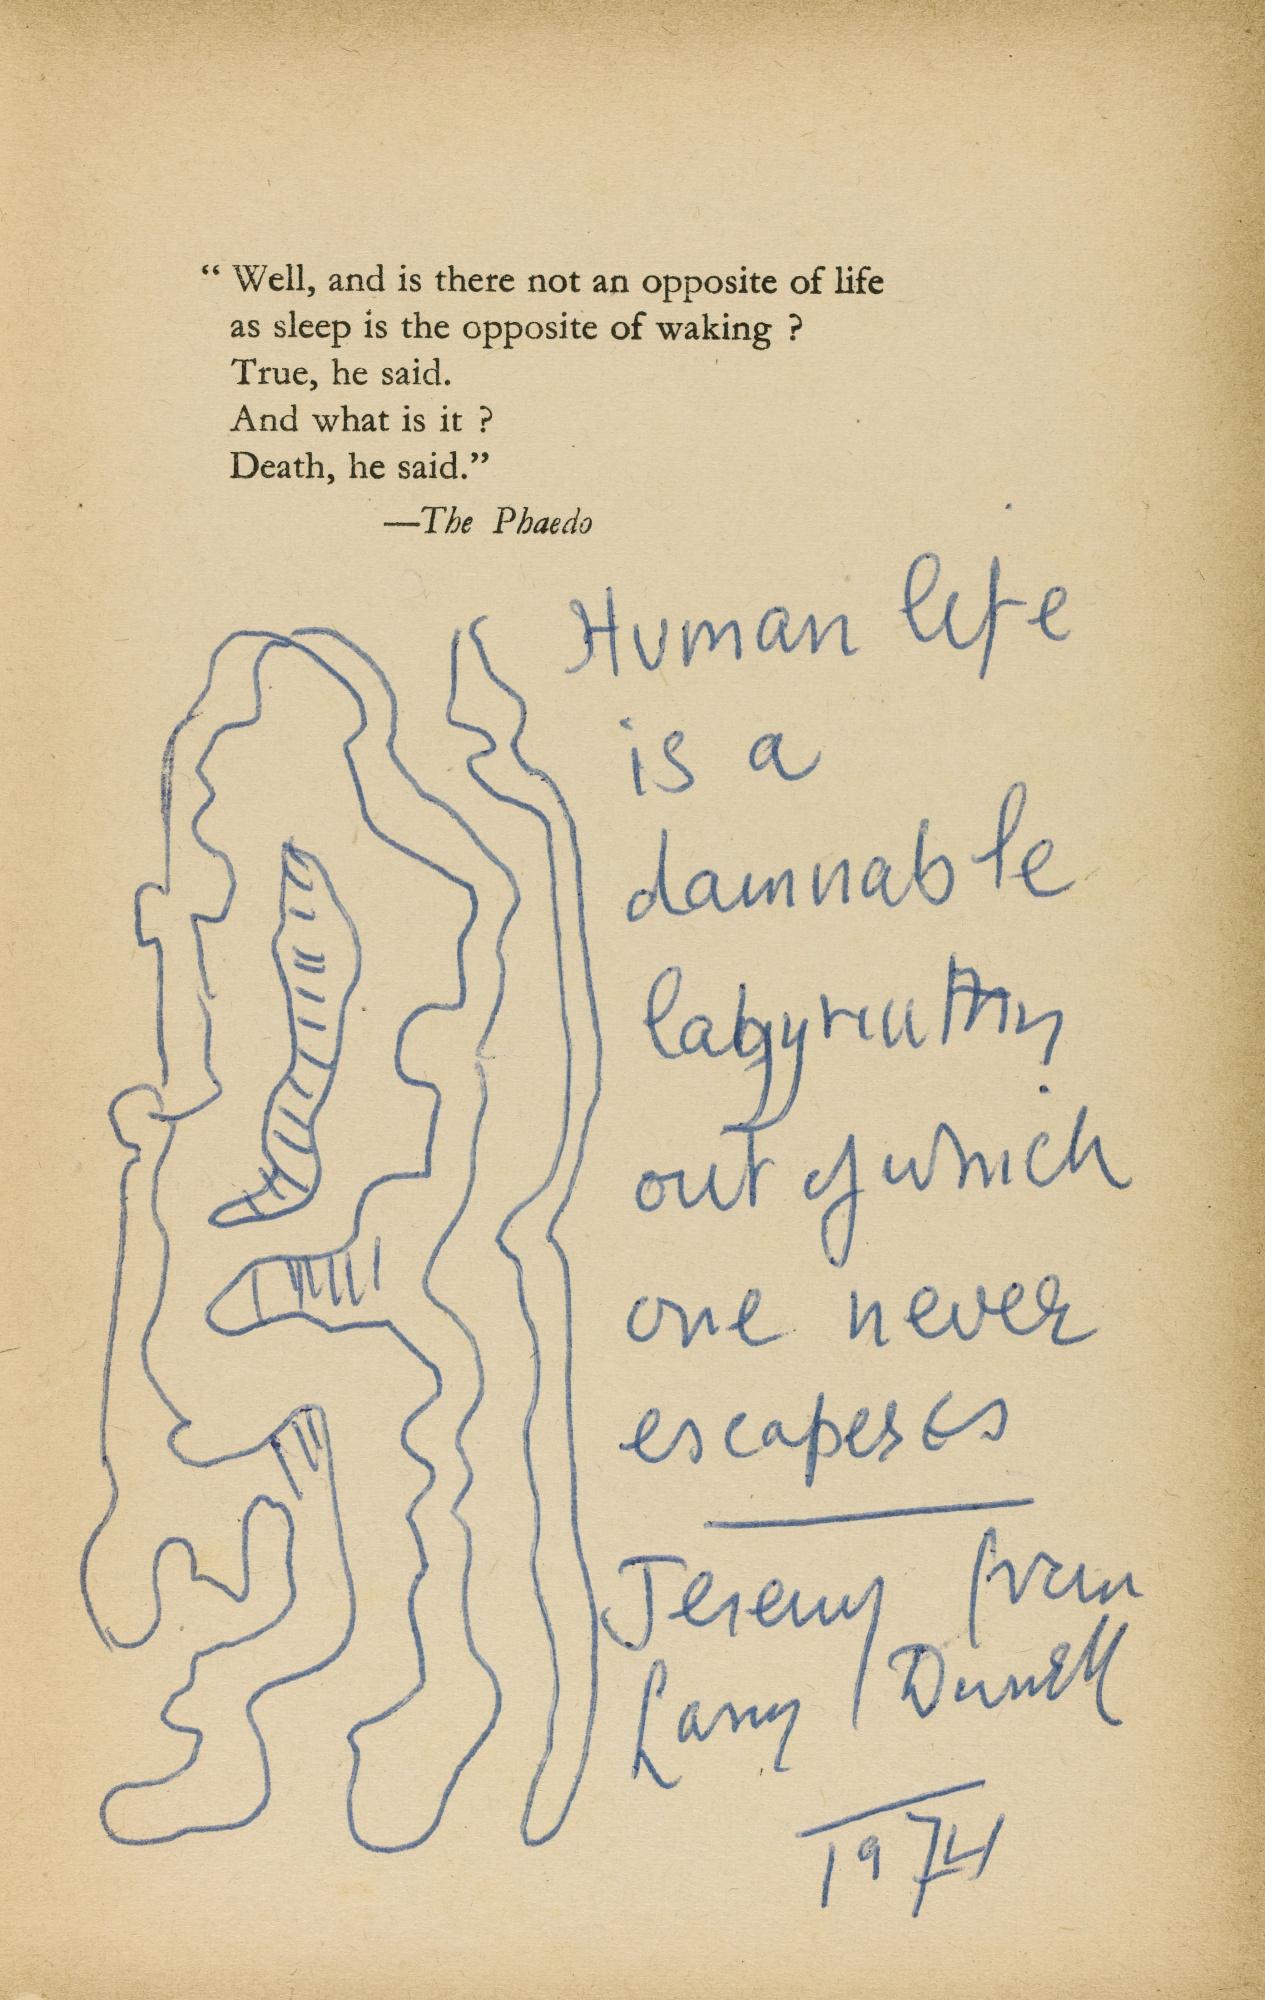 “ Well, and is there not an opposite of life
as sleep is the opposite of waking ?
True, he said.
And what is it ?
Death, he said.”
—The Phaedo
Human life
is a
damnable
labyrinth
out of which
one never
escapes
Jeremy from
Larry Durrell
1974